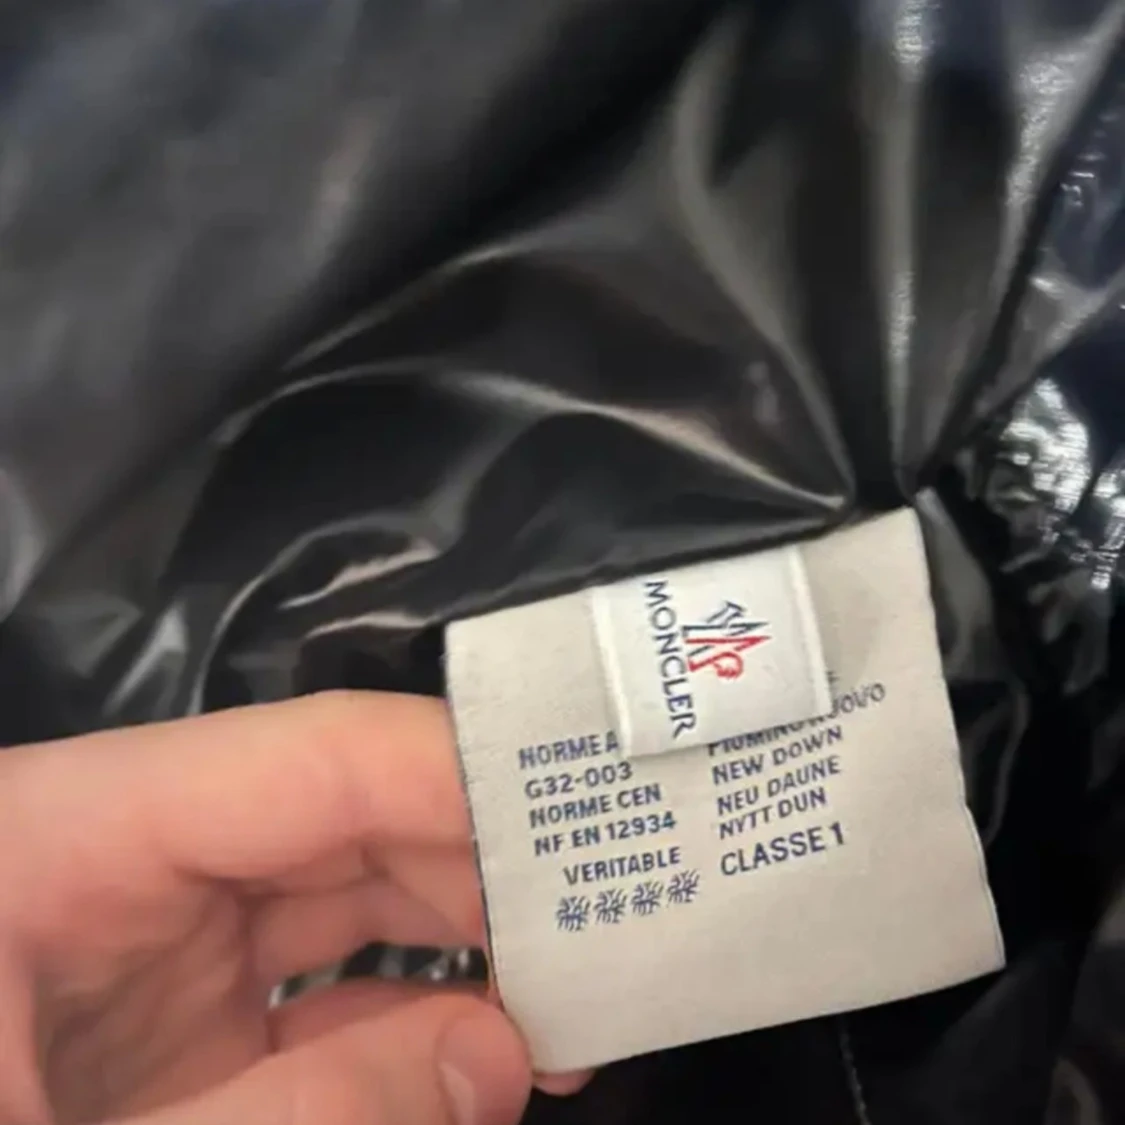 MONCLER
NORME A
G32-003
NORME CEN
NF EN 12934
VERITABLE
NEW DOWN
NEU DAUNE
NYTT DUN
CLASSE 1